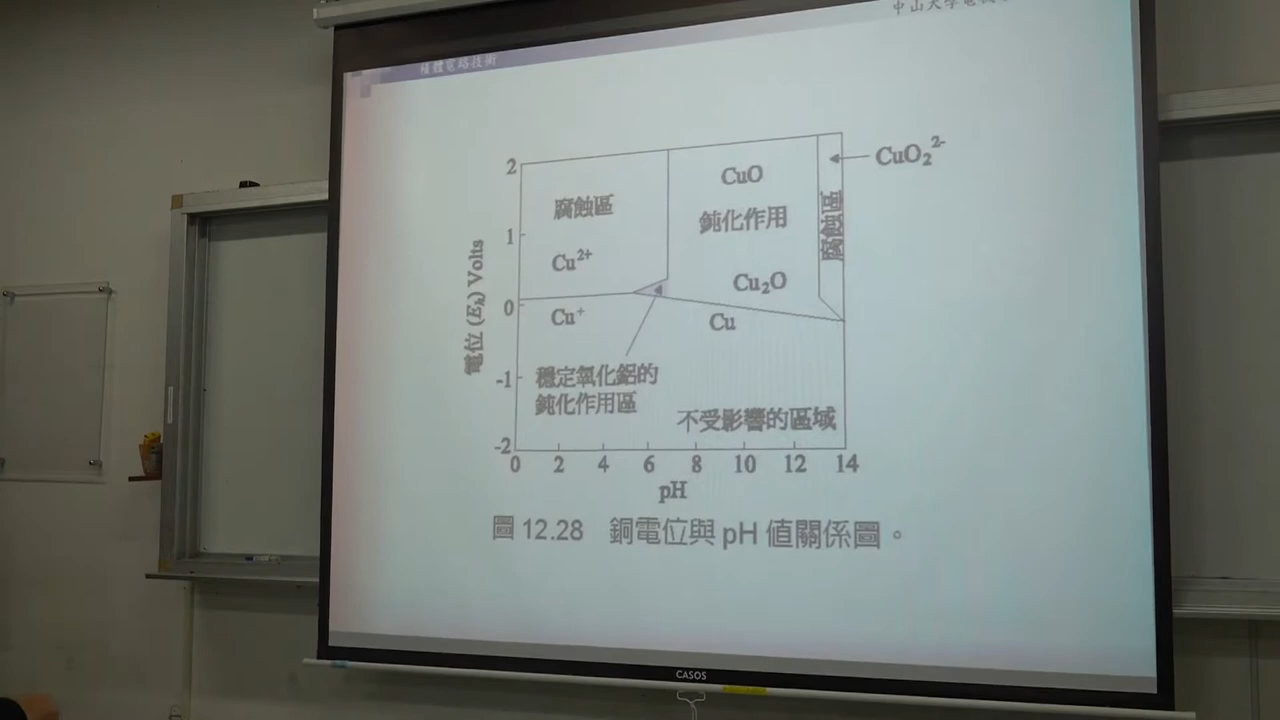 積體電路技術
中山大學電機
2
1
0
-1
-2
電位 (Eh) Volts
腐蝕區
Cu²⁺
Cu⁺
CuO
鈍化作用
Cu₂O
Cu
腐蝕區
CuO₂²⁻
穩定氧化鋁的
鈍化作用區
不受影響的區域
0 2 4 6 8 10 12 14
pH
圖 12.28 銅電位與 pH 值關係圖。
CASOS